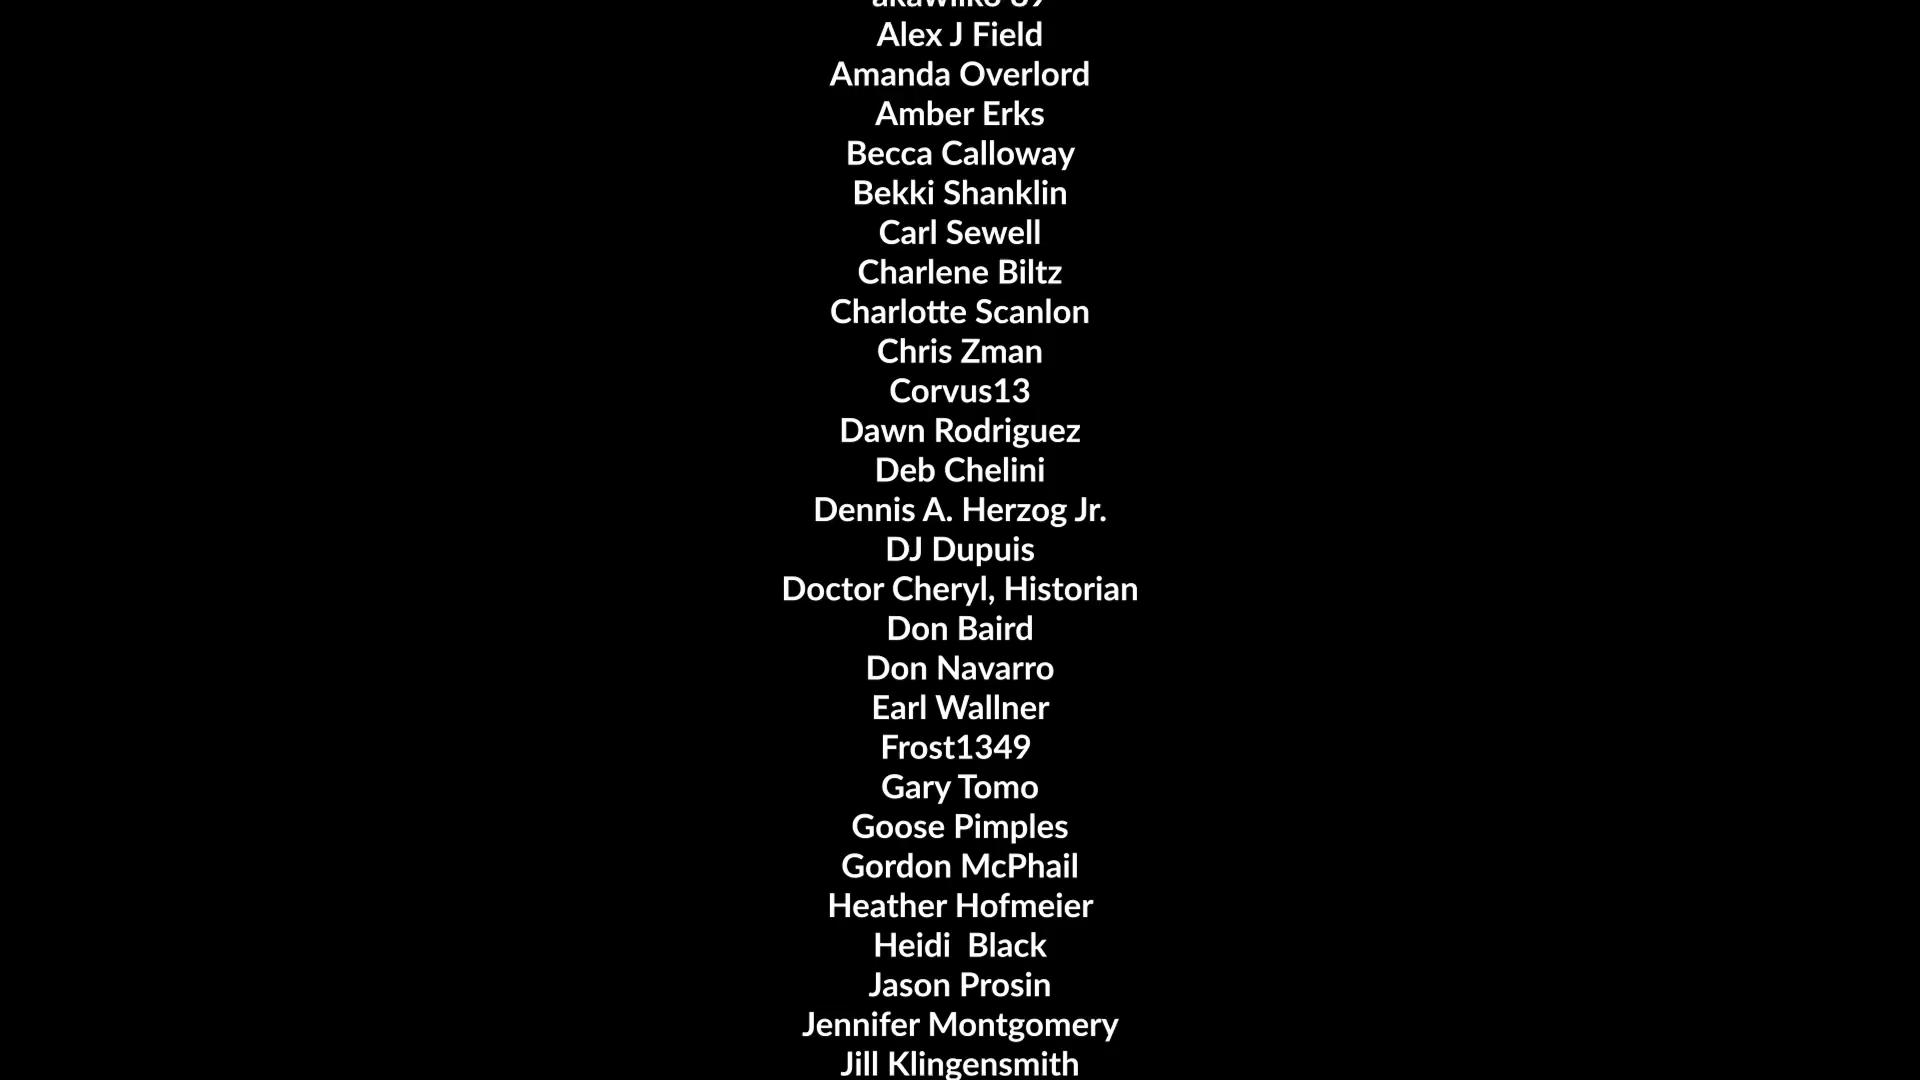 Alex J Field
Amanda Overlord
Amber Erks
Becca Calloway
Bekki Shanklin
Carl Sewell
Charlene Biltz
Charlotte Scanlon
Chris Zman
Corvus13
Dawn Rodriguez
Deb Chelini
Dennis A. Herzog Jr.
DJ Dupuis
Doctor Cheryl, Historian
Don Baird
Don Navarro
Earl Wallner
Frost1349
Gary Tomo
Goose Pimples
Gordon McPhail
Heather Hofmeier
Heidi  Black
Jason Prosin
Jennifer Montgomery
Jill Klingensmith